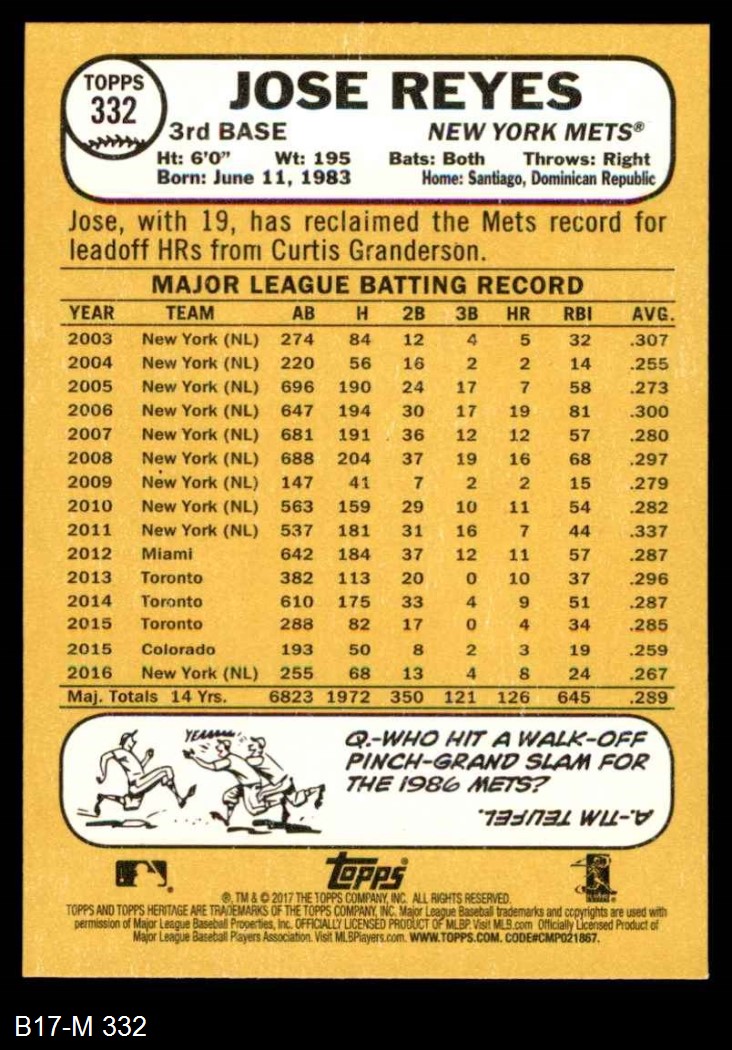 TOPPS
332
JOSE REYES
3rd BASE NEW YORK METS®
Ht: 6'0" Wt: 195 Bats: Both Throws: Right
Born: June 11, 1983 Home: Santiago, Dominican Republic
Jose, with 19, has reclaimed the Mets record for
leadoff HRs from Curtis Granderson.
MAJOR LEAGUE BATTING RECORD
YEAR TEAM AB H 2B 3B HR RBI AVG.
2003 New York (NL) 274 84 12 4 5 32 .307
2004 New York (NL) 220 56 16 2 2 14 .255
2005 New York (NL) 696 190 24 17 7 58 .273
2006 New York (NL) 647 194 30 17 19 81 .300
2007 New York (NL) 681 191 36 12 12 57 .280
2008 New York (NL) 688 204 37 19 16 68 .297
2009 New York (NL) 147 41 7 2 2 15 .279
2010 New York (NL) 563 159 29 10 11 54 .282
2011 New York (NL) 537 181 31 16 7 44 .337
2012 Miami 642 184 37 12 11 57 .287
2013 Toronto 382 113 20 0 10 37 .296
2014 Toronto 610 175 33 4 9 51 .287
2015 Toronto 288 82 17 0 4 34 .285
2015 Colorado 193 50 8 2 3 19 .259
2016 New York (NL) 255 68 13 4 8 24 .267
Maj. Totals 14 Yrs. 6823 1972 350 121 126 645 .289
Q.-WHO HIT A WALK-OFF
PINCH-GRAND SLAM FOR
THE 1986 METS?
A.-TIM TEUFEL.
topps®
®, TM & © 2017 THE TOPPS COMPANY, INC. ALL RIGHTS RESERVED.
TOPPS AND TOPPS HERITAGE ARE TRADEMARKS OF THE TOPPS COMPANY, INC. Major League Baseball trademarks and copyrights are used with
permission of Major League Baseball Properties, Inc. OFFICIALLY LICENSED PRODUCT OF MLBP. Visit MLB.com Officially Licensed Product of
Major League Baseball Players Association. Visit MLBPlayers.com. WWW.TOPPS.COM. CODE#CMP021867.
B17-M 332